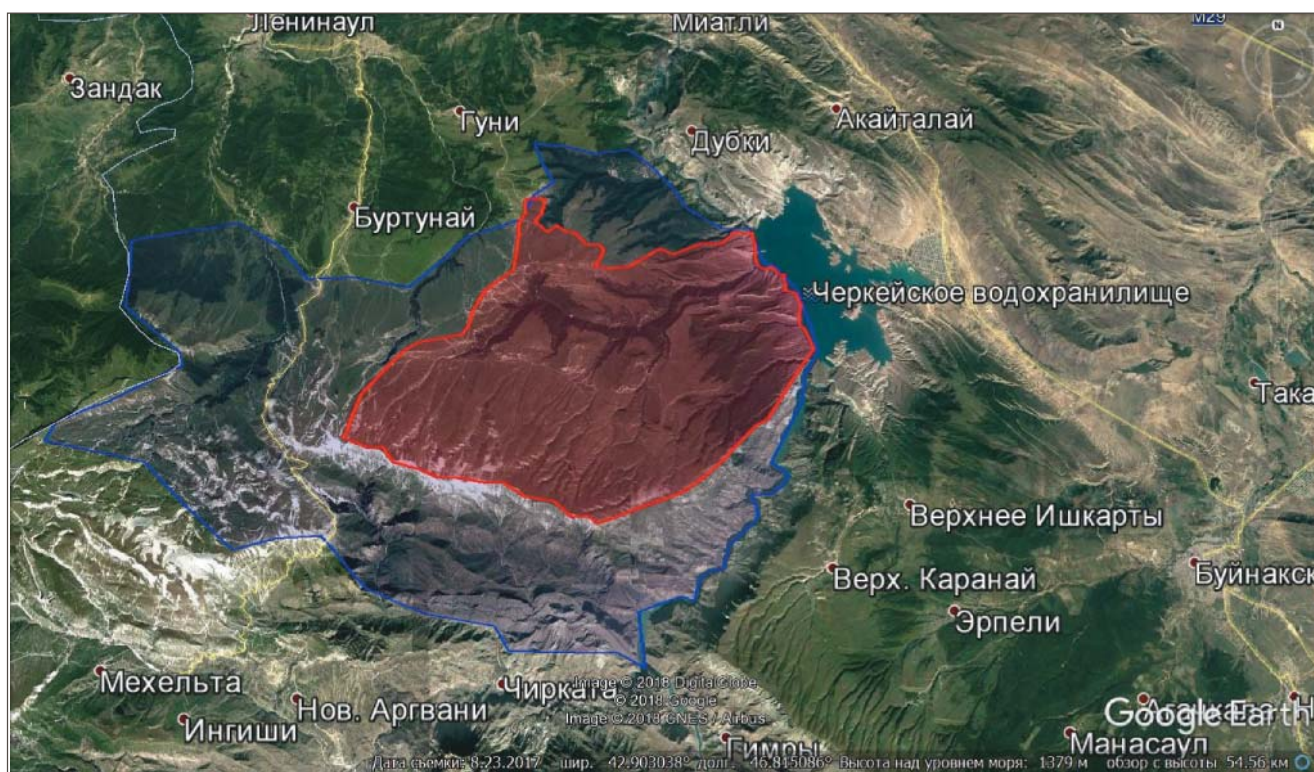 Ленинаул
Миатли
M29
N
Зандак
Гуни
Акайталай
Дубки
Буртунай
Черкейское водохранилище
Така
Верхнее Ишкарты
Буйнакск
Верх. Каранай
Эрпели
Мехельта
Чирката
Нов. Аргвани
Ингиши
Image © 2018 DigitalGlobe
© 2018 Google
Image © 2018 CNES / Airbus
Google Earth
Гимры
Манасаул
Дата съемки: 8.23.2017 шир. 42.903038° долг. 46.815086° Высота над уровнем моря: 1379 м обзор с высоты 54.56 км